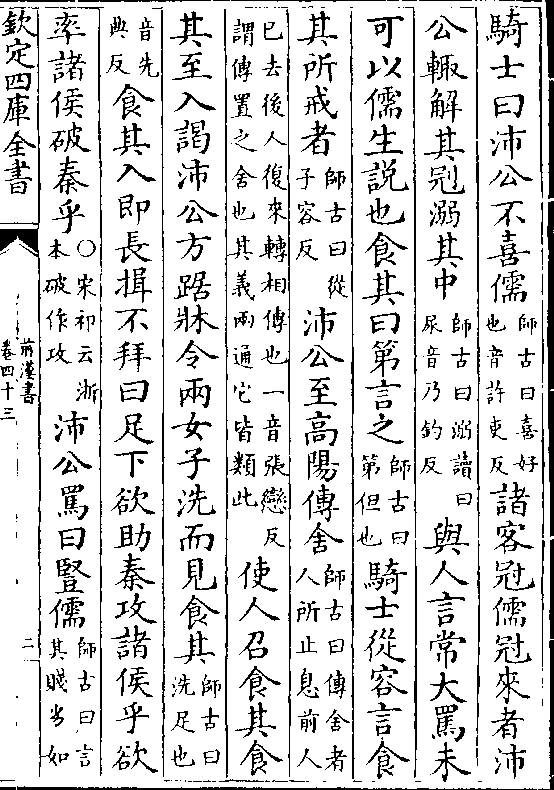 騎士曰沛公不喜儒師古曰喜好也音許吏反諸客冠儒冠來者沛
公輙解其冠溺其中師古曰溺讀曰尿音乃釣反與人言常大罵未
可以儒生説也食其曰第言之師古曰第但也騎士從容言食
其所戒者師古曰從子容反沛公至高陽傳舍師古曰傳舍者人所止息前人
已去後人復來轉相傳也一音張戀反謂傳置之舍也其義兩通它皆類此使人召食其食
其至入謁沛公方踞牀令兩女子洗而見食其師古曰洗足也
音先典反食其入即長揖不拜曰足下欲助秦攻諸侯乎欲
率諸侯破秦乎○宋初云浙本破作攻沛公罵曰豎儒師古曰言其賤劣如
欽定四庫全書
前漢書
卷四十三
二